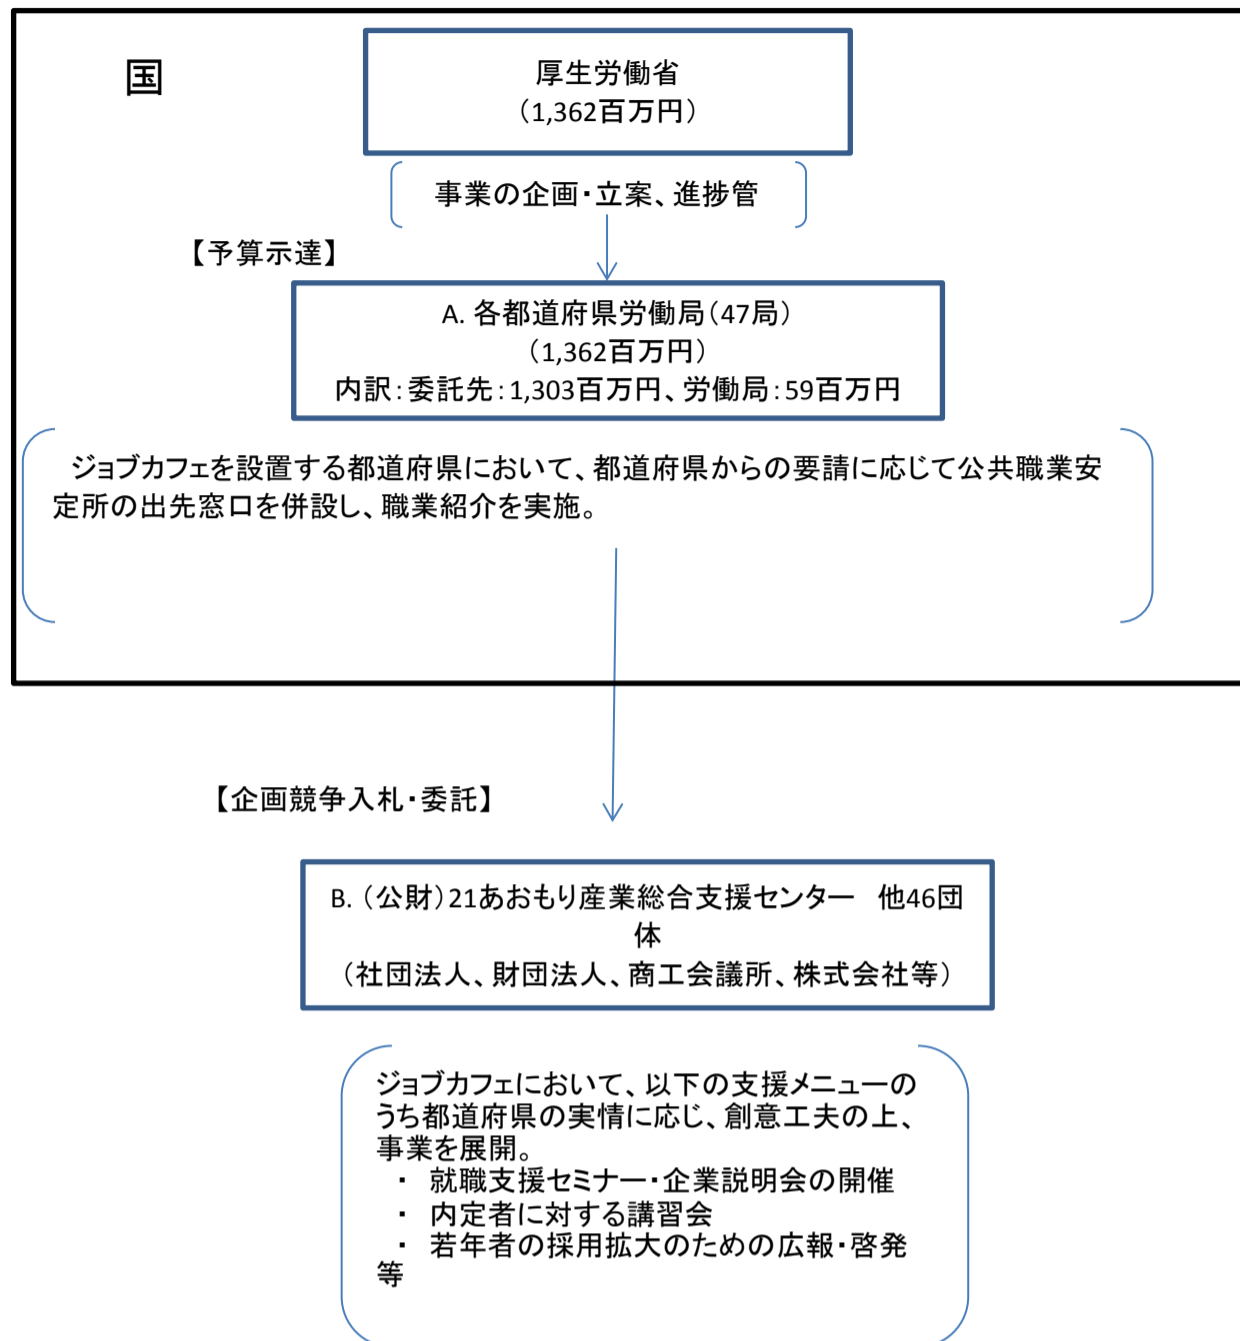 国
厚生労働省
（1,362百万円）
事業の企画・立案、進捗管
【予算示達】
A. 各都道府県労働局（47局）
（1,362百万円）
内訳：委託先：1,303百万円、労働局：59百万円
ジョブカフェを設置する都道府県において、都道府県からの要請に応じて公共職業安
定所の出先窓口を併設し、職業紹介を実施。
【企画競争入札・委託】
B. （公財）21あおもり産業総合支援センター　他46団
体
（社団法人、財団法人、商工会議所、株式会社等）
ジョブカフェにおいて、以下の支援メニューの
うち都道府県の実情に応じ、創意工夫の上、
事業を展開。
・ 就職支援セミナー・企業説明会の開催
・ 内定者に対する講習会
・ 若年者の採用拡大のための広報・啓発
等